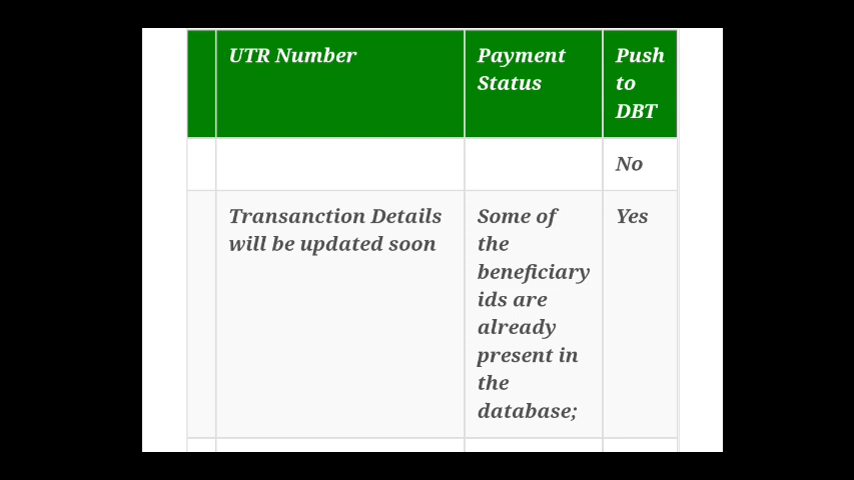 UTR Number
Payment
Status
Push
to
DBT
No
Transanction Details
will be updated soon
Some of
the
beneficiary
ids are
already
present in
the
database;
Yes